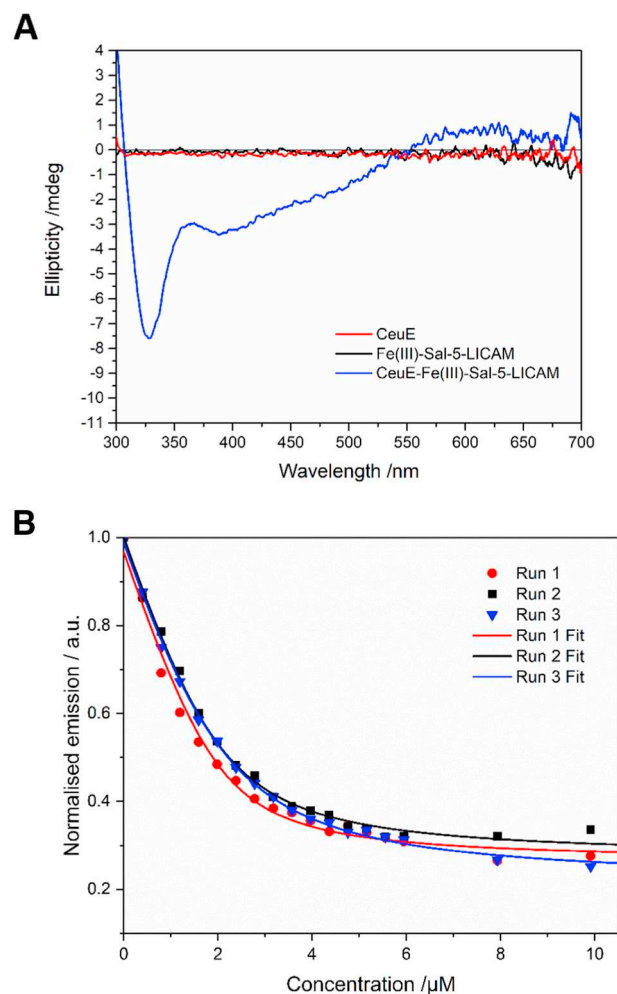 A
4
3
2
1
0
-1
-2
-3
-4
-5
-6
-7
-8
-9
-10
-11
Ellipticity /mdeg
CeuE
Fe(III)-Sal-5-LICAM
CeuE-Fe(III)-Sal-5-LICAM
300 350 400 450 500 550 600 650 700
Wavelength /nm
B
1.0
0.8
0.6
0.4
0.2
Normalised emission / a.u.
Run 1
Run 2
Run 3
Run 1 Fit
Run 2 Fit
Run 3 Fit
0 2 4 6 8 10
Concentration /µM